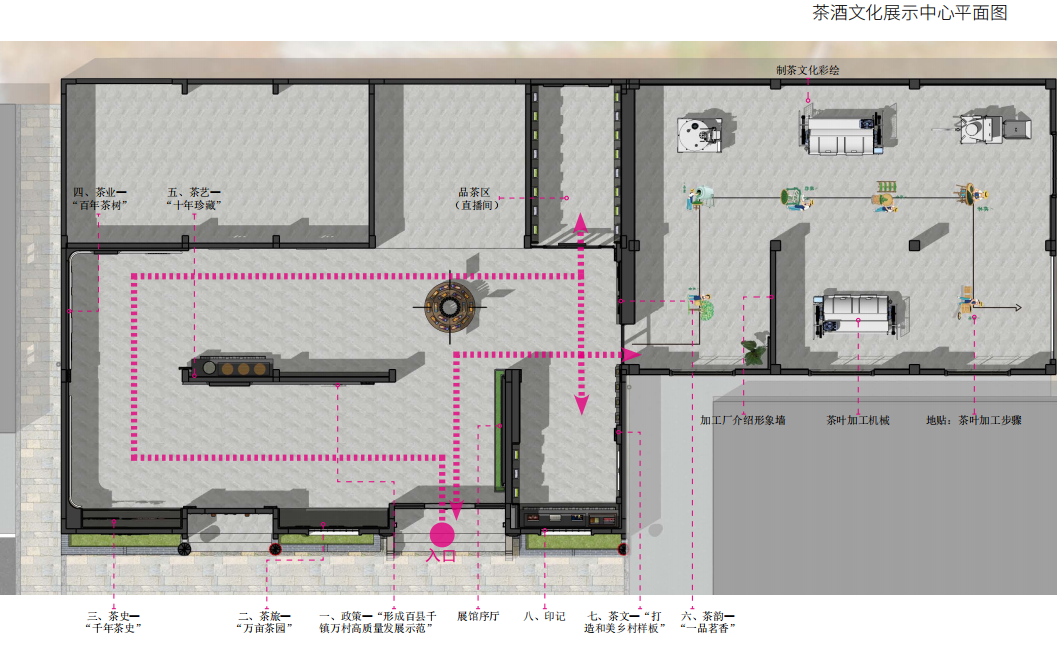 茶酒文化展示中心平面图
制茶文化彩绘
四、茶业—
“百年茶树”
五、茶艺—
“十年珍藏”
品茶区
（直播间）
加工厂介绍形象墙
茶叶加工机械
地贴：茶叶加工步骤
入口
三、茶史—
“千年茶史”
二、茶旅—
“万亩茶园”
一、政策—“形成百县千
镇万村高质量发展示范”
展馆序厅
八、印记
七、茶文—“打
造和美乡村样板”
六、茶韵—
“一品茗香”